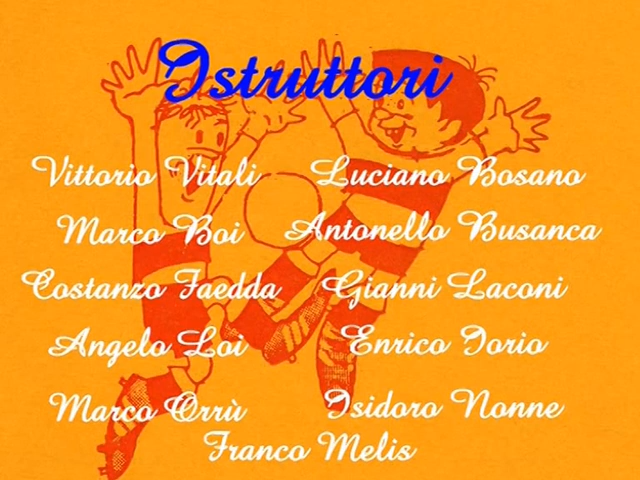 Istruttori
Vittorio Vitali Luciano Bosano
Marco Boi Antonello Busanca
Costanzo Faedda Gianni Laconi
Angelo Loi Enrico Iorio
Marco Orrù Isidoro Nonne
Franco Melis